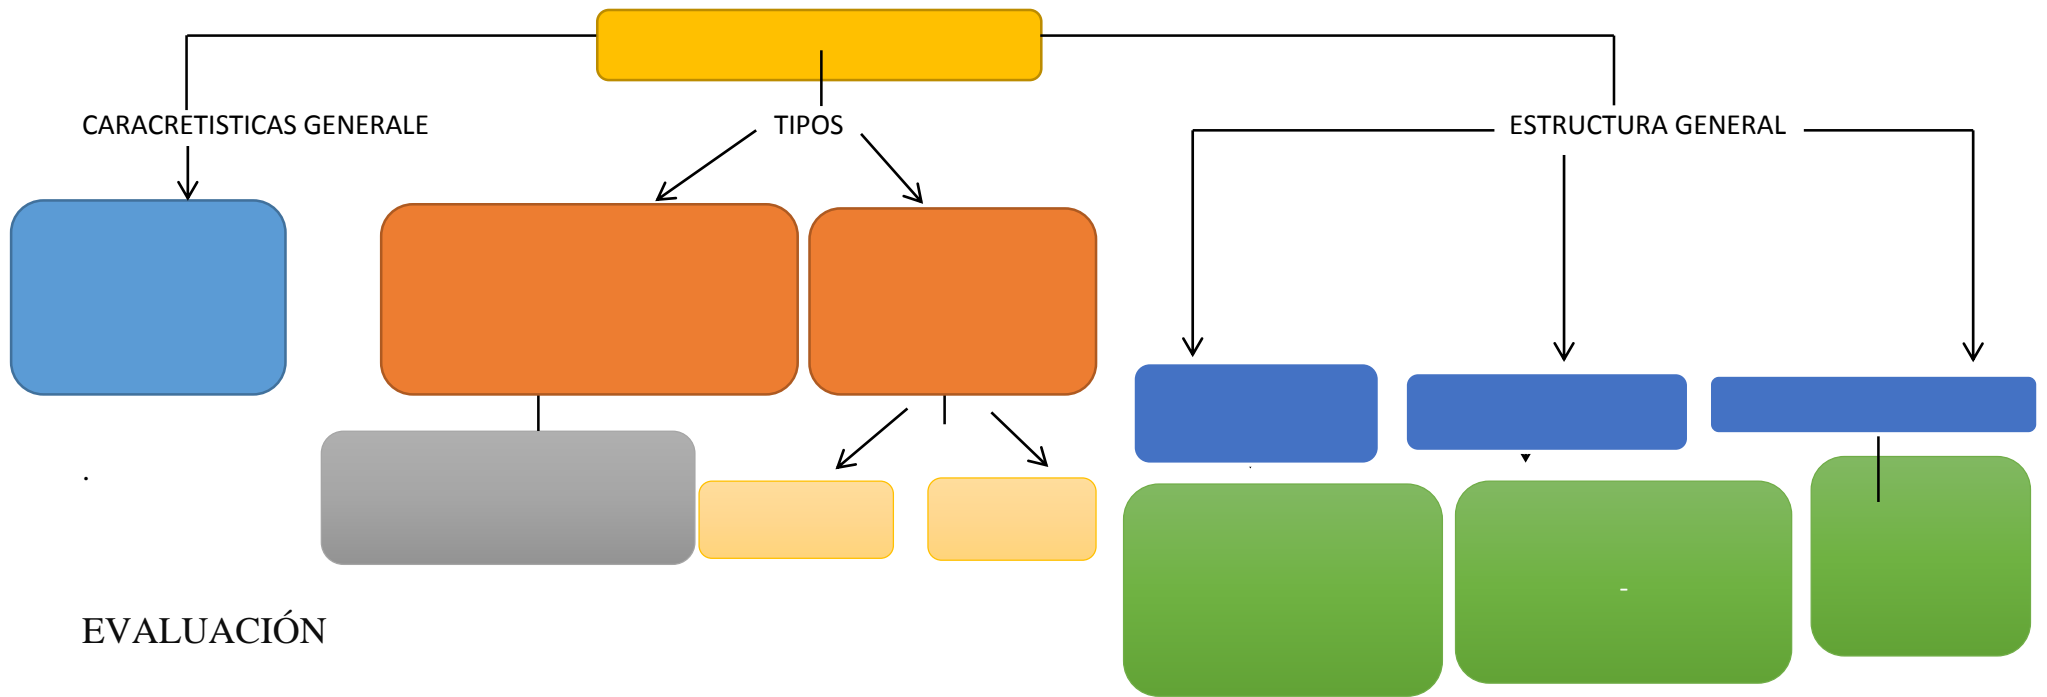 CARACRETISTICAS GENERALE
TIPOS
ESTRUCTURA GENERAL
.
-
EVALUACIÓN